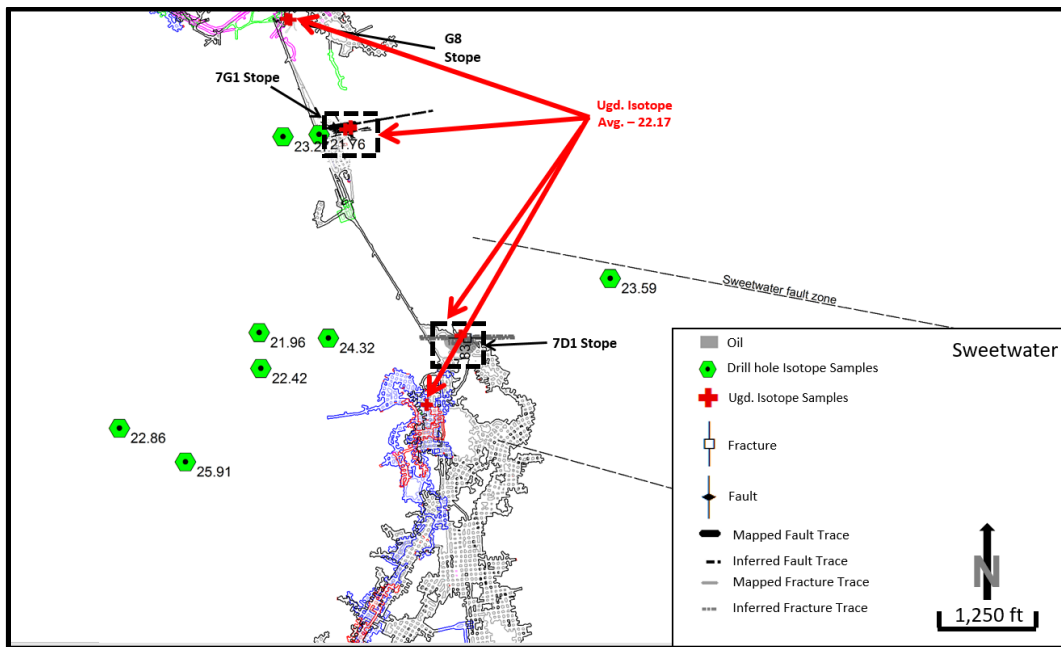 G8
Stope
7G1 Stope
Ugd. Isotope
Avg. – 22.17
21.76
23.59
Sweetwater fault zone
21.96
24.32
7D1 Stope
22.42
22.86
25.91
Sweetwater
Oil
Drill hole Isotope Samples
Ugd. Isotope Samples
Fracture
Fault
Mapped Fault Trace
Inferred Fault Trace
Mapped Fracture Trace
Inferred Fracture Trace
N
1,250 ft